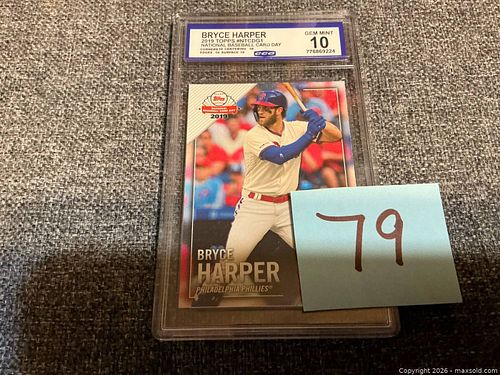 BRYCE HARPER
2019 TOPPS #NTCDG1
NATIONAL BASEBALL CARD DAY
GEM MINT
10
776869224
Topps
2019
BRYCE
HARPER
PHILADELPHIA PHILLIES
79
Copyright 2026 - maxsold.com